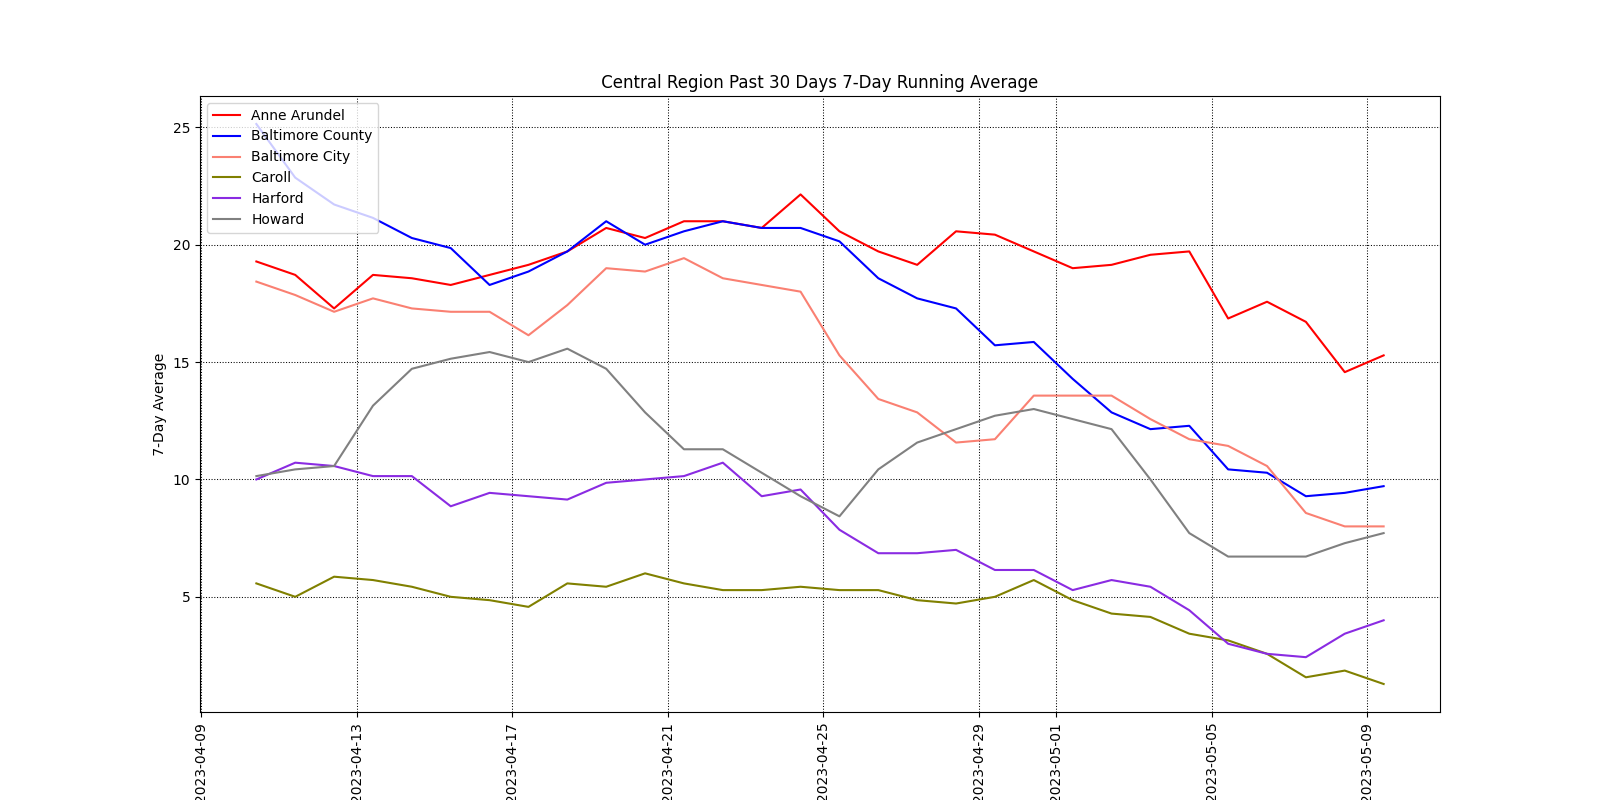 Central Region Past 30 Days 7-Day Running Average
Anne Arundel
Baltimore County
Baltimore City
Caroll
Harford
Howard
7-Day Average
25
20
15
10
5
2023-04-09
2023-04-13
2023-04-17
2023-04-21
2023-04-25
2023-04-29
2023-05-01
2023-05-05
2023-05-09